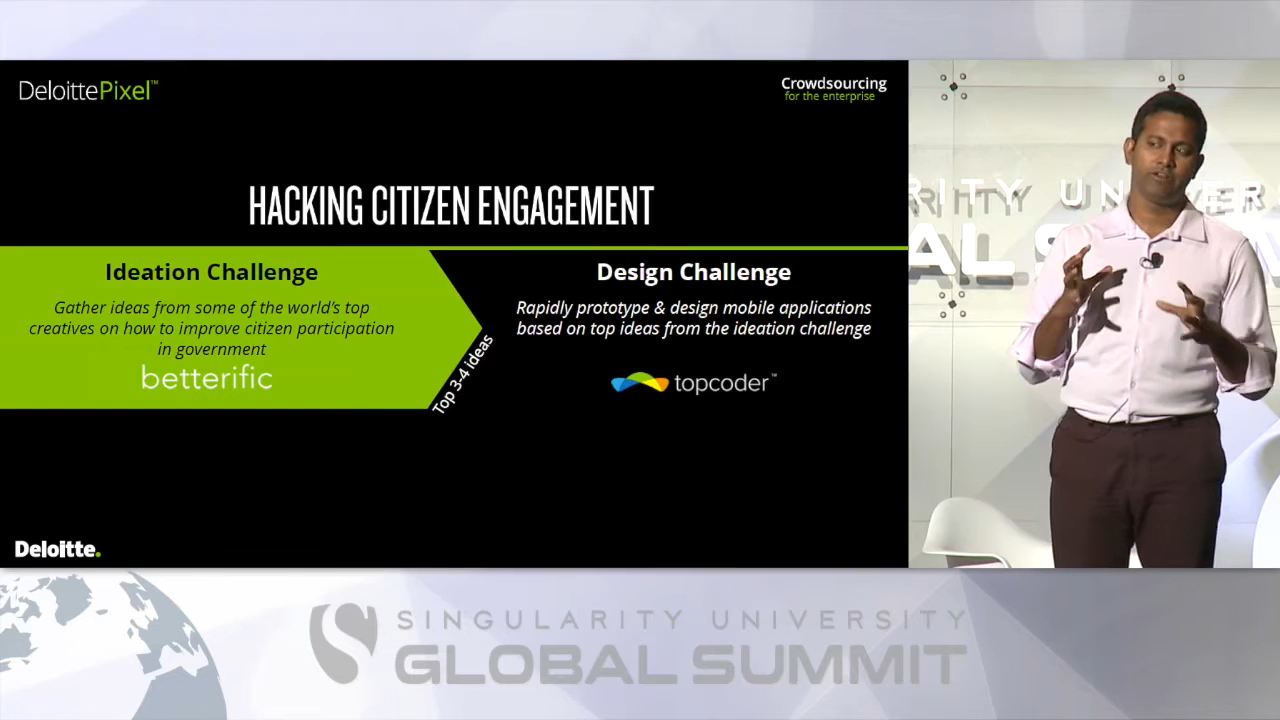 DeloittePixel™
Crowdsourcing
for the enterprise
HACKING CITIZEN ENGAGEMENT
Ideation Challenge
Gather ideas from some of the world's top
creatives on how to improve citizen participation
in government
betterific
Top 3-4 ideas
Design Challenge
Rapidly prototype & design mobile applications
based on top ideas from the ideation challenge
topcoder™
Deloitte.
SINGULARITY UNIVERSITY
GLOBAL SUMMIT